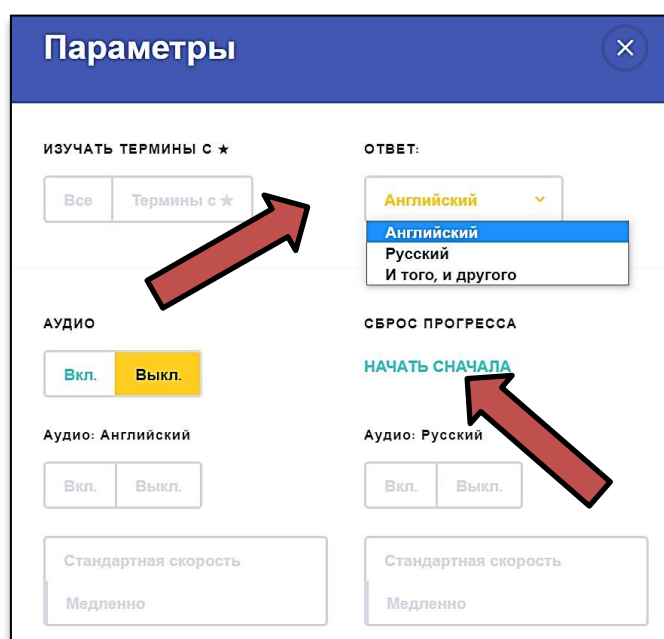 Параметры
ИЗУЧАТЬ ТЕРМИНЫ С ★
ОТВЕТ:
Все Термины с ★
Английский
Английский
Русский
И того, и другого
АУДИО
СБРОС ПРОГРЕССА
Вкл. Выкл.
НАЧАТЬ СНАЧАЛА
Аудио: Английский
Аудио: Русский
Вкл. Выкл.
Вкл. Выкл.
Стандартная скорость
Медленно
Стандартная скорость
Медленно